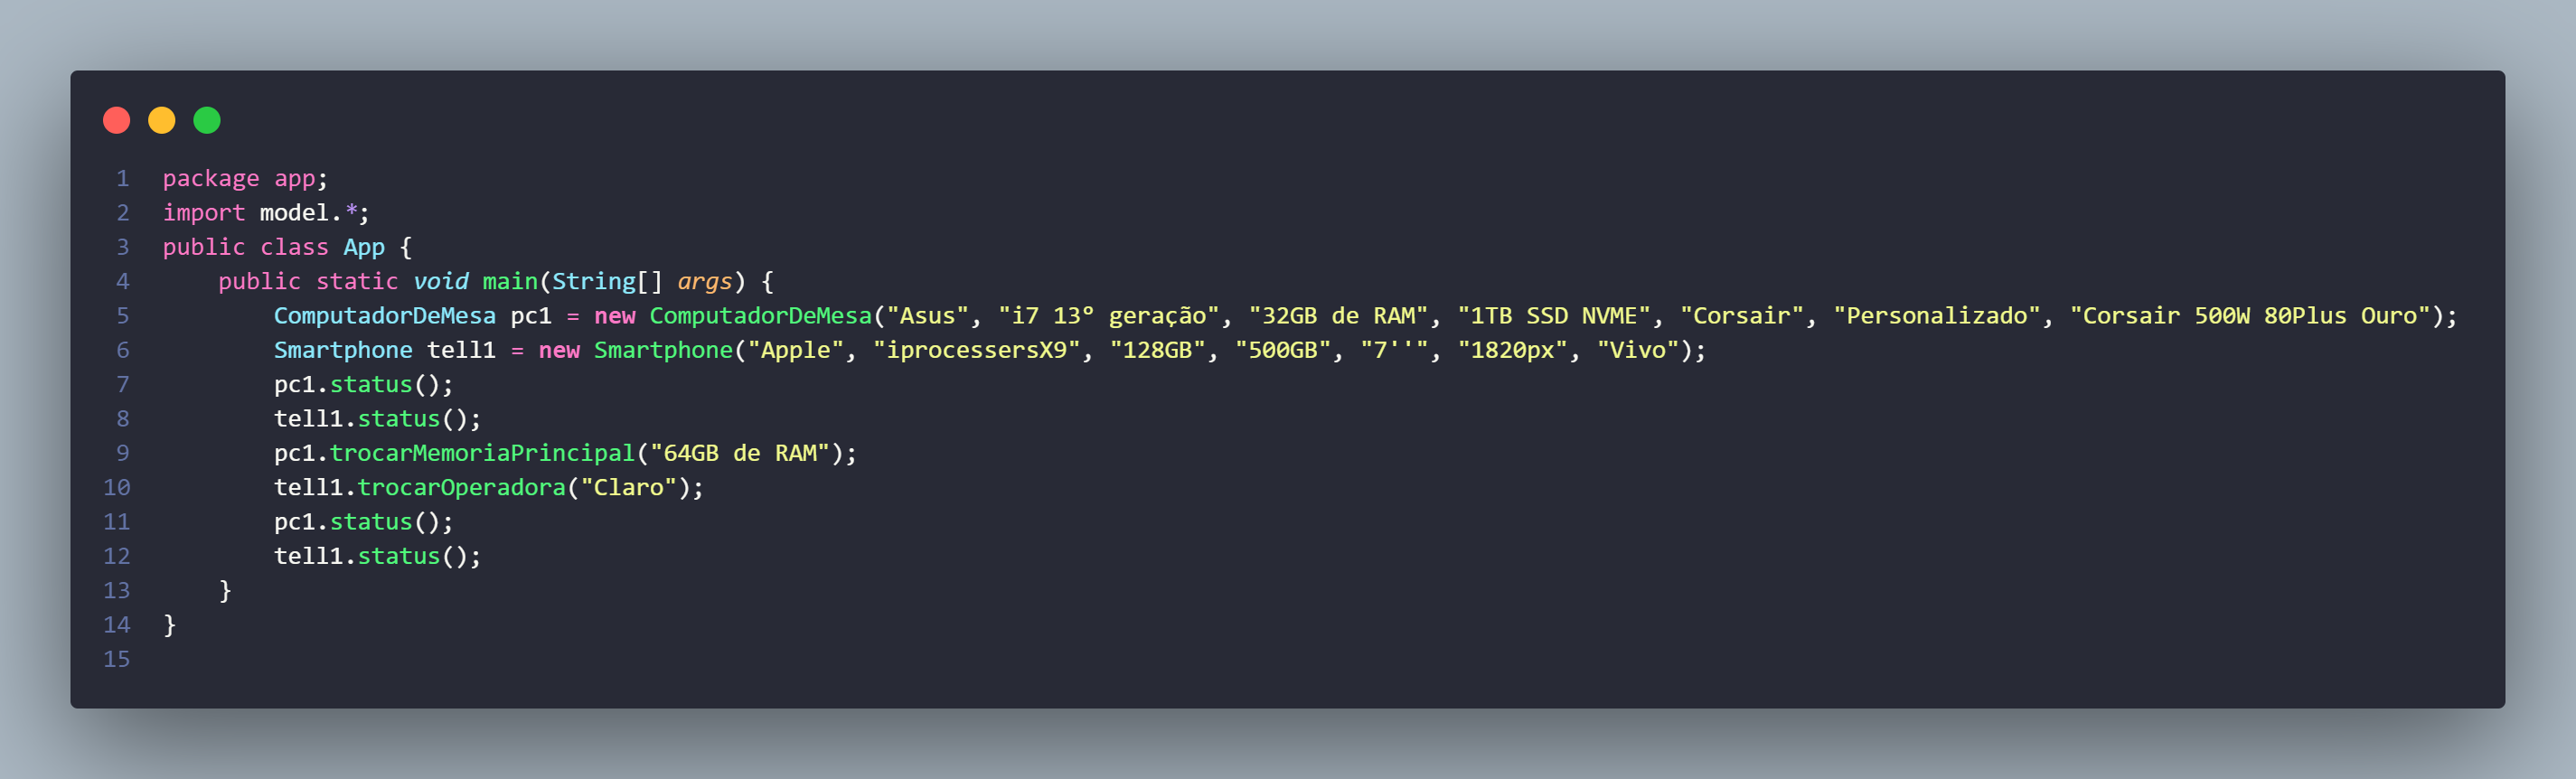 1 package app;
2 import model.*;
3 public class App {
4     public static void main(String[] args) {
5         ComputadorDeMesa pc1 = new ComputadorDeMesa("Asus", "i7 13º geração", "32GB de RAM", "1TB SSD NVME", "Corsair", "Personalizado", "Corsair 500W 80Plus Ouro");
6         Smartphone tell1 = new Smartphone("Apple", "iprocessersX9", "128GB", "500GB", "7''", "1820px", "Vivo");
7         pc1.status();
8         tell1.status();
9         pc1.trocarMemoriaPrincipal("64GB de RAM");
10         tell1.trocarOperadora("Claro");
11         pc1.status();
12         tell1.status();
13     }
14 }
15